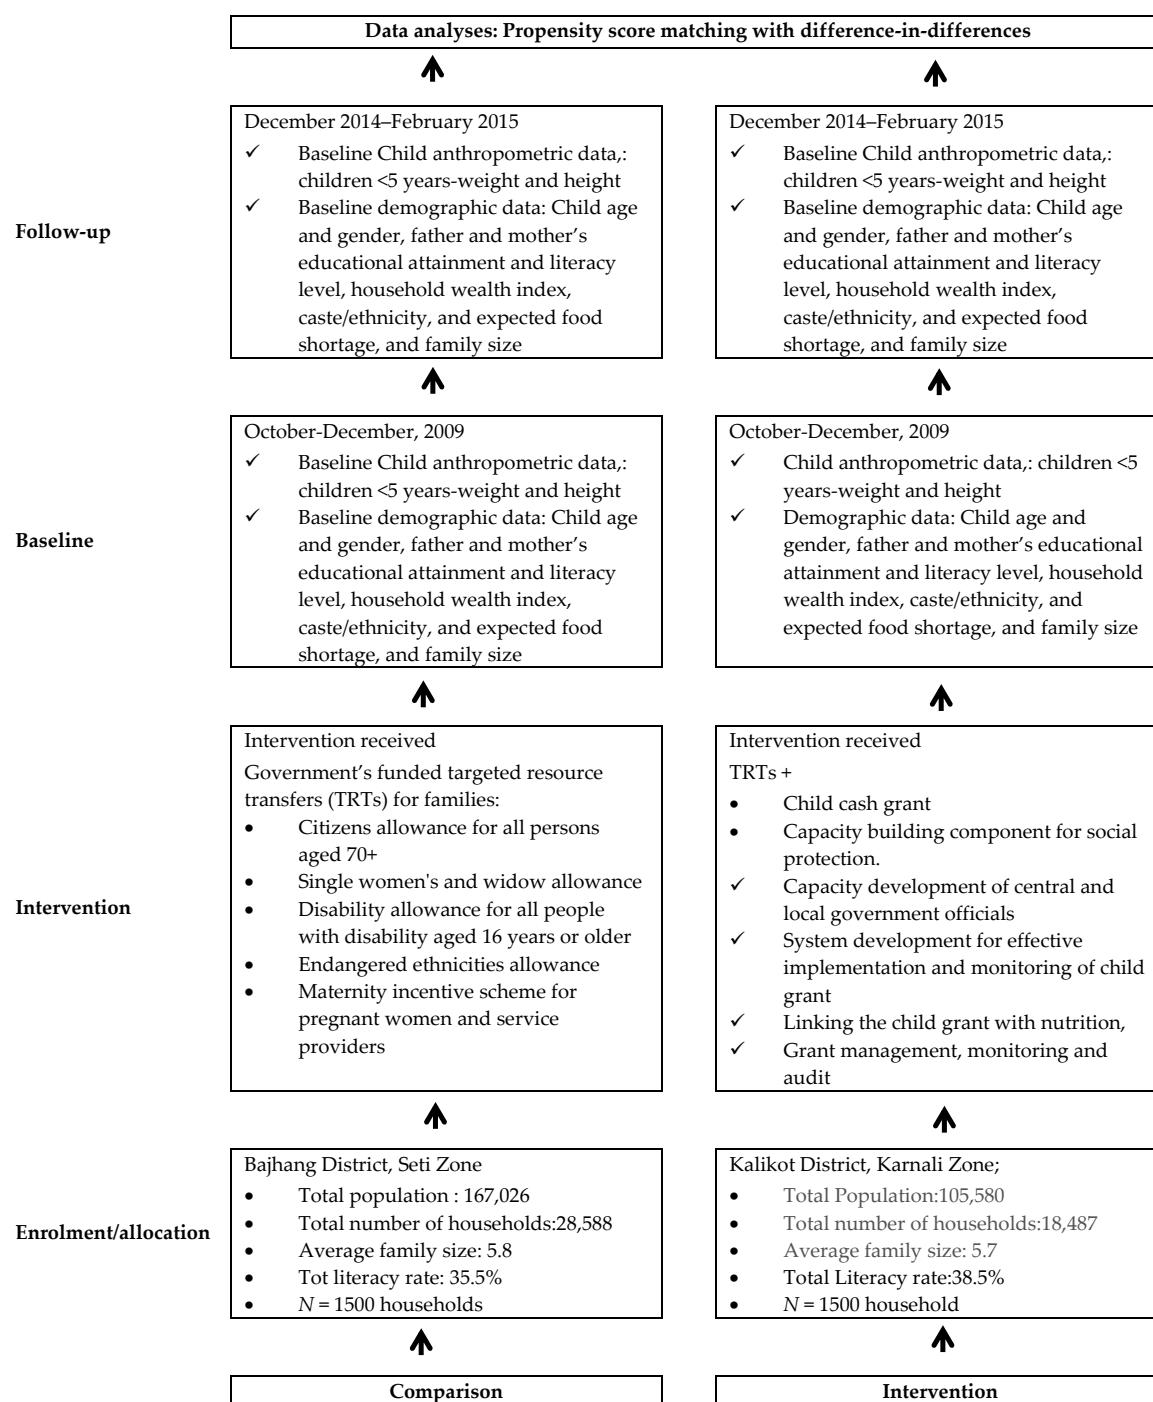 Data analyses: Propensity score matching with difference-in-differences
Follow-up
December 2014–February 2015
✓ Baseline Child anthropometric data,:
children <5 years-weight and height
✓ Baseline demographic data: Child age
and gender, father and mother’s
educational attainment and literacy
level, household wealth index,
caste/ethnicity, and expected food
shortage, and family size
December 2014–February 2015
✓ Baseline Child anthropometric data,:
children <5 years-weight and height
✓ Baseline demographic data: Child age
and gender, father and mother’s
educational attainment and literacy
level, household wealth index,
caste/ethnicity, and expected food
shortage, and family size
Baseline
October-December, 2009
✓ Baseline Child anthropometric data,:
children <5 years-weight and height
✓ Baseline demographic data: Child age
and gender, father and mother’s
educational attainment and literacy
level, household wealth index,
caste/ethnicity, and expected food
shortage, and family size
October-December, 2009
✓ Child anthropometric data,: children <5
years-weight and height
✓ Demographic data: Child age and
gender, father and mother’s educational
attainment and literacy level, household
wealth index, caste/ethnicity, and
expected food shortage, and family size
Intervention
Intervention received
Government’s funded targeted resource
transfers (TRTs) for families:
• Citizens allowance for all persons
aged 70+
• Single women's and widow allowance
• Disability allowance for all people
with disability aged 16 years or older
• Endangered ethnicities allowance
• Maternity incentive scheme for
pregnant women and service
providers
Intervention received
TRTs +
• Child cash grant
• Capacity building component for social
protection.
✓ Capacity development of central and
local government officials
✓ System development for effective
implementation and monitoring of child
grant
✓ Linking the child grant with nutrition,
✓ Grant management, monitoring and
audit
Enrolment/allocation
Bajhang District, Seti Zone
• Total population : 167,026
• Total number of households:28,588
• Average family size: 5.8
• Tot literacy rate: 35.5%
• N = 1500 households
Kalikot District, Karnali Zone;
• Total Population:105,580
• Total number of households:18,487
• Average family size: 5.7
• Total Literacy rate:38.5%
• N = 1500 household
Comparison
Intervention